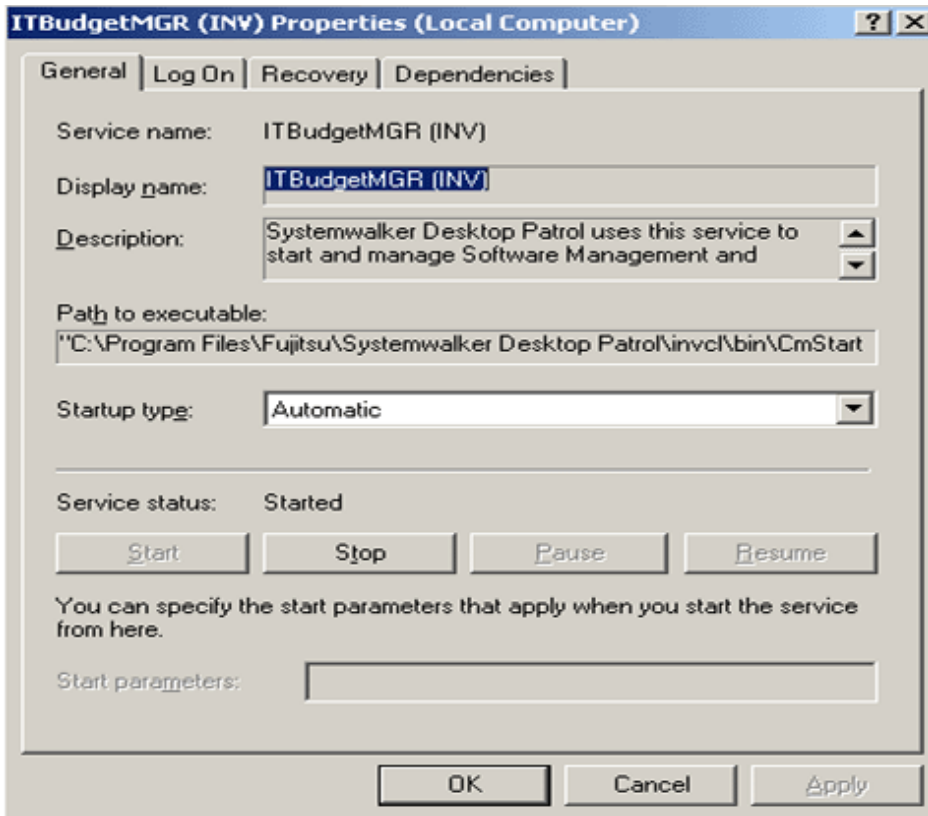 ITBudgetMGR (INV) Properties (Local Computer)
General Log On Recovery Dependencies
Service name: ITBudgetMGR (INV)
Display name: ITBudgetMGR (INV)
Description: Systemwalker Desktop Patrol uses this service to
start and manage Software Management and
Path to executable:
"C:\Program Files\Fujitsu\Systemwalker Desktop Patrol\invcl\bin\CmStart
Startup type: Automatic
Service status: Started
Start Stop Pause Resume
You can specify the start parameters that apply when you start the service
from here.
Start parameters:
OK Cancel Apply